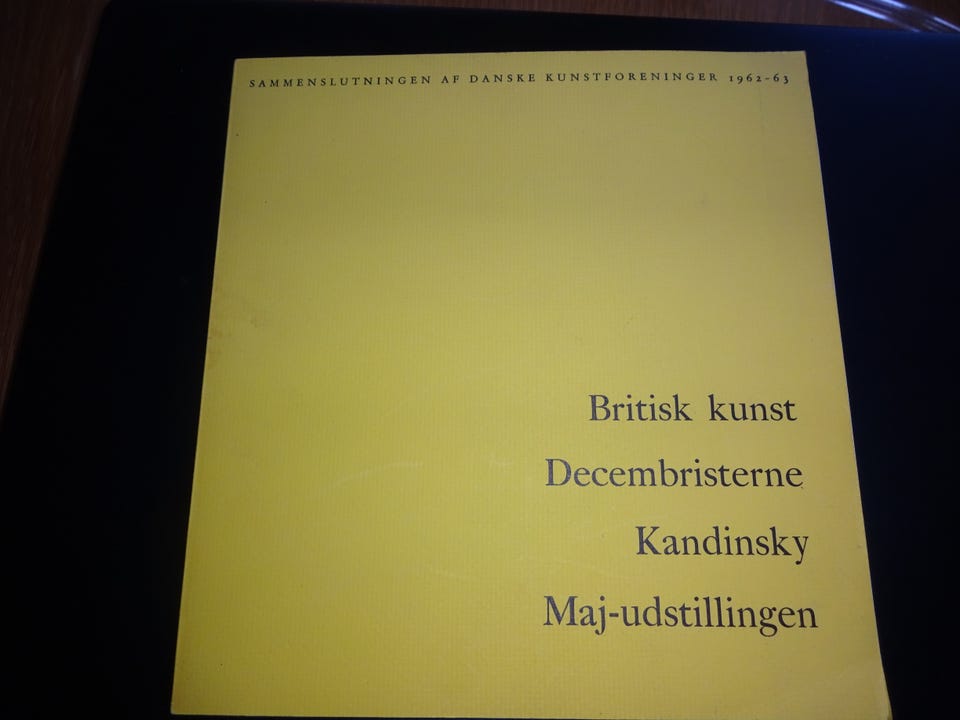 SAMMENSLUTNINGEN AF DANSKE KUNSTFORENINGER 1962-63
Britisk kunst
Decembristerne
Kandinsky
Maj-udstillingen